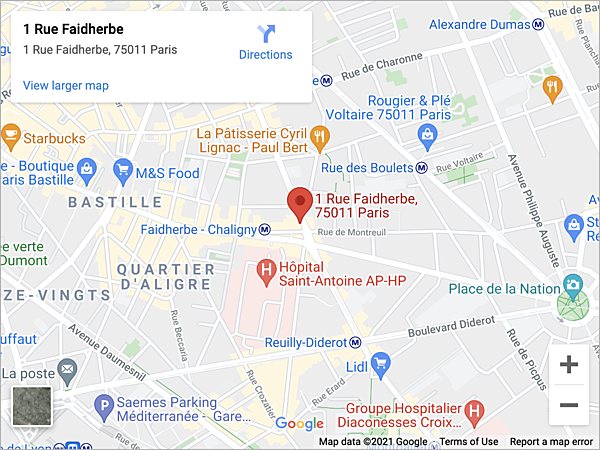 1 Rue Faidherbe
1 Rue Faidherbe, 75011 Paris
Directions
View larger map
Alexandre Dumas
Rue de Charonne
Rue Planchat
Rougier & Plé
Voltaire 75011 Paris
Starbucks
La Pâtisserie Cyril
Lignac - Paul Bert
Rue des Boulets
Rue Voltaire
e - Boutique
aris Bastille
M&S Food
Avenue Philippe Auguste
BASTILLE
1 Rue Faidherbe,
75011 Paris
Faidherbe - Chaligny
Rue de Montreuil
ée verte
Dumont
QUARTIER
D'ALIGRE
Hôpital
Saint-Antoine AP-HP
Place de la Nation
ZE-VINGTS
Rue Beccaria
Boulevard Diderot
uffaut
Avenue Daumesnil
Reuilly-Diderot
Rue de Picpus
La poste
Lidl
Rue Crozatier
Rue Erard
Saemes Parking
Méditerranée - Gare...
Groupe Hospitalier
Diaconesses Croix...
Google
de Lyon
Map data ©2021 Google
Terms of Use
Report a map error